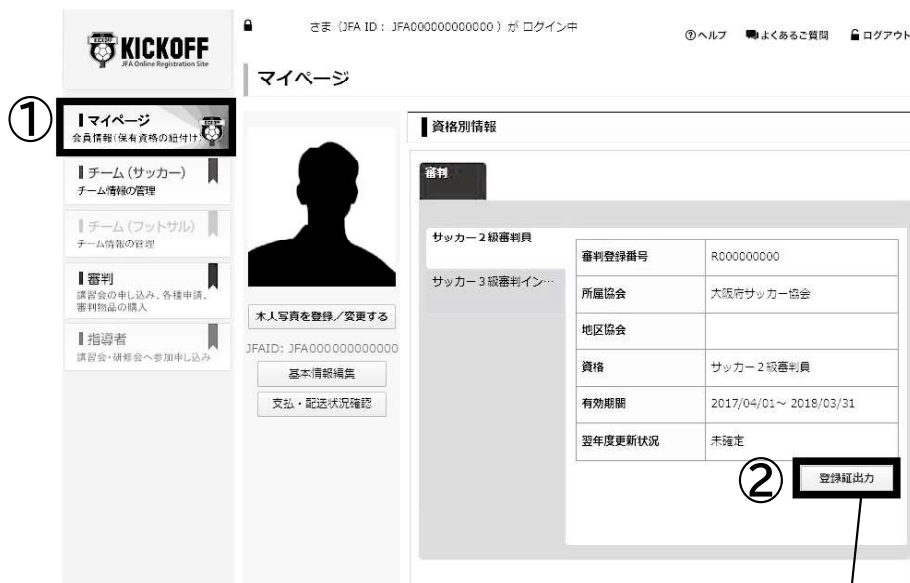 KICKOFF
JFA Online Registration Site
さま（JFA ID： JFA000000000000 ）が ログイン中
?ヘルプ
よくあるご質問
ログアウト
マイページ
①
マイページ
会員情報（保有資格の紐付け）
チーム（サッカー）
チーム情報の管理
チーム（フットサル）
チーム情報の管理
審判
講習会の申し込み、各種申請、
審判物品の購入
指導者
講習会・研修会へ参加申し込み
本人写真を登録／変更する
JFAID: JFA000000000000
基本情報編集
支払・配送状況確認
資格別情報
審判
サッカー２級審判員
サッカー３級審判イン…
審判登録番号 R000000000
所属協会 大阪府サッカー協会
地区協会
資格 サッカー２級審判員
有効期間 2017/04/01～ 2018/03/31
翌年度更新状況 未確定
②
登録証出力